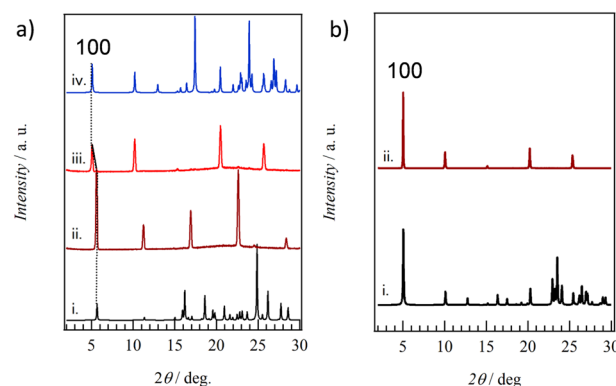 a)
100
iv.
iii.
ii.
i.
Intensity / a. u.
5 10 15 20 25 30
2θ / deg.
b)
100
ii.
i.
Intensity / a. u.
5 10 15 20 25 30
2θ / deg